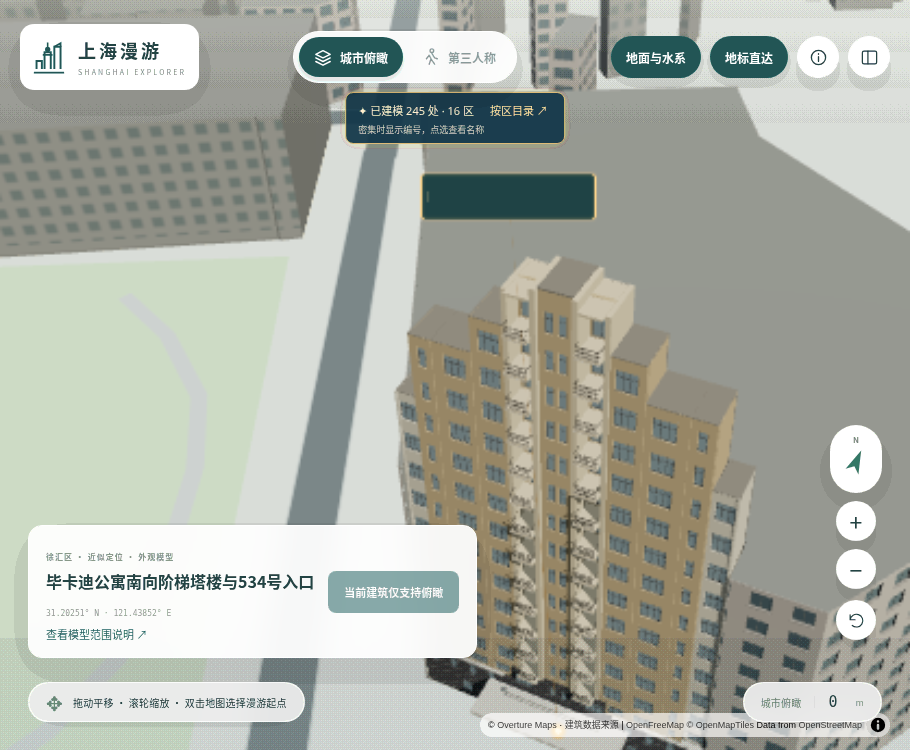 上海漫游
SHANGHAI EXPLORER
城市俯瞰
第三人称
地面与水系
地标直达
✦ 已建模 245 处 · 16 区 按区目录 ↗
密集时显示编号，点选查看名称
N
+
−
徐汇区 · 近似定位 · 外观模型
毕卡迪公寓南向阶梯塔楼与534号入口
当前建筑仅支持俯瞰
31.20251° N · 121.43852° E
查看模型范围说明 ↗
拖动平移 · 滚轮缩放 · 双击地图选择漫游起点
城市俯瞰 0 m
© Overture Maps · 建筑数据来源 | OpenFreeMap © OpenMapTiles Data from OpenStreetMap